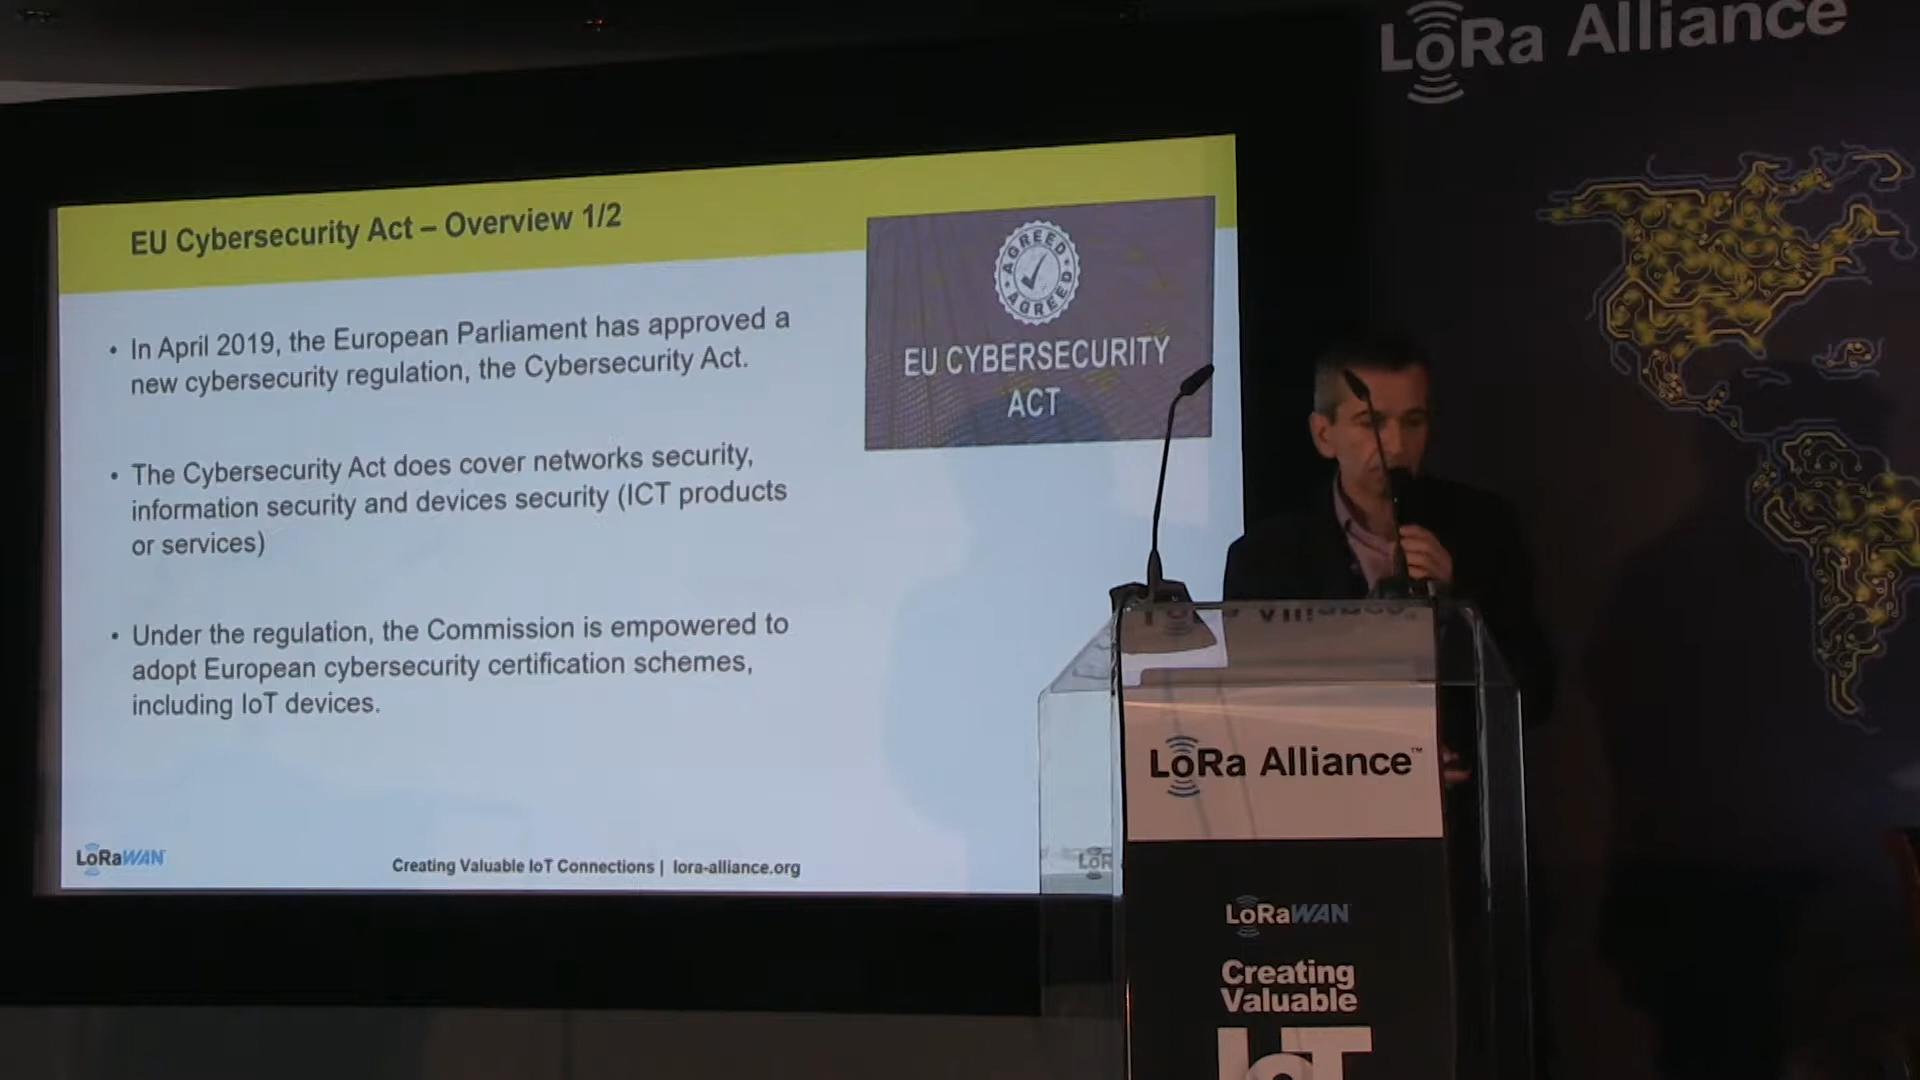 LoRa Alliance
EU Cybersecurity Act – Overview 1/2
AGREED
AGREED
EU CYBERSECURITY
ACT
• In April 2019, the European Parliament has approved a
new cybersecurity regulation, the Cybersecurity Act.
• The Cybersecurity Act does cover networks security,
information security and devices security (ICT products
or services)
• Under the regulation, the Commission is empowered to
adopt European cybersecurity certification schemes,
including IoT devices.
LoRaWAN
Creating Valuable IoT Connections | lora-alliance.org
LoRa Alliance™
LoRaWAN
Creating
Valuable
IoT